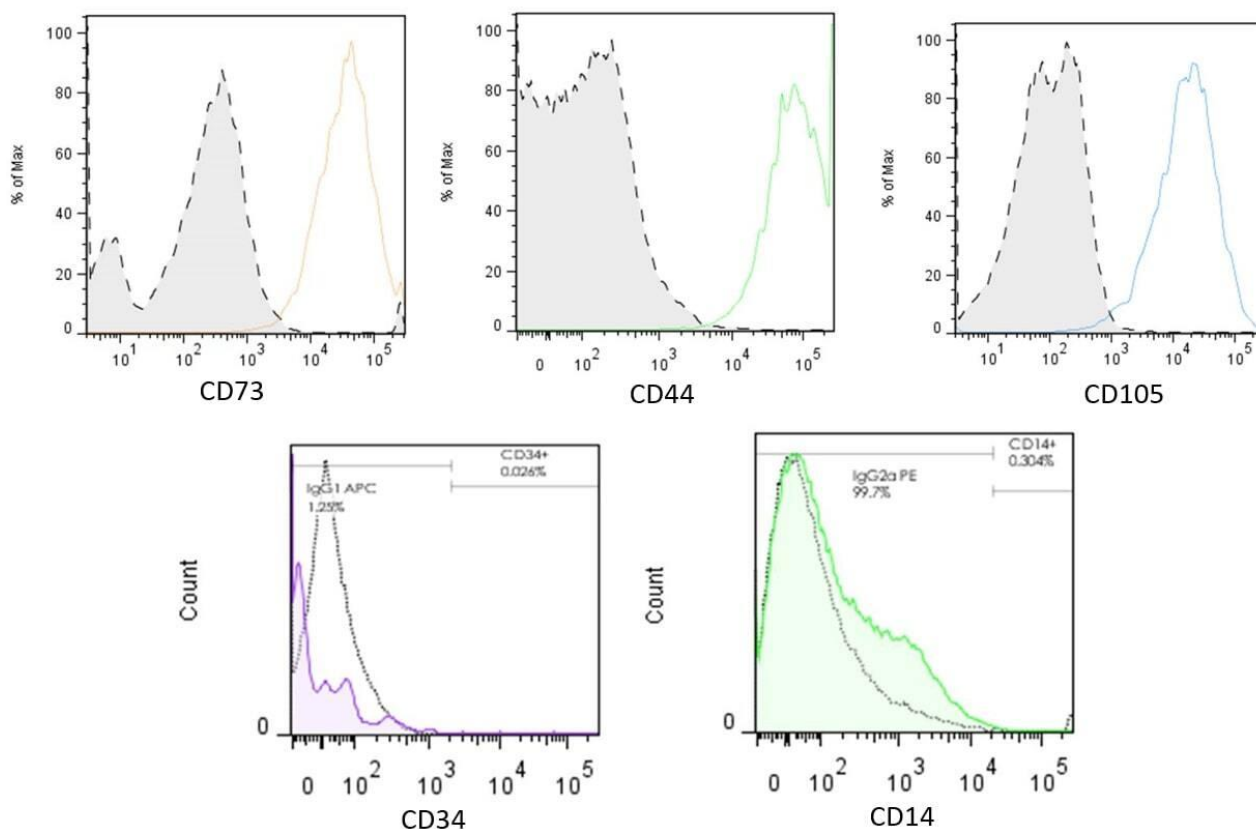 % of Max
100
80
60
40
20
0
10^1 10^2 10^3 10^4 10^5
CD73
% of Max
100
80
60
40
20
0
0 10^2 10^3 10^4 10^5
CD44
% of Max
100
80
60
40
20
0
10^1 10^2 10^3 10^4 10^5
CD105
Count
CD34+
0.026%
IgG1 APC
1.25%
0
0 10^2 10^3 10^4 10^5
CD34
Count
CD14+
0.304%
IgG2a PE
99.7%
0
0 10^2 10^3 10^4 10^5
CD14